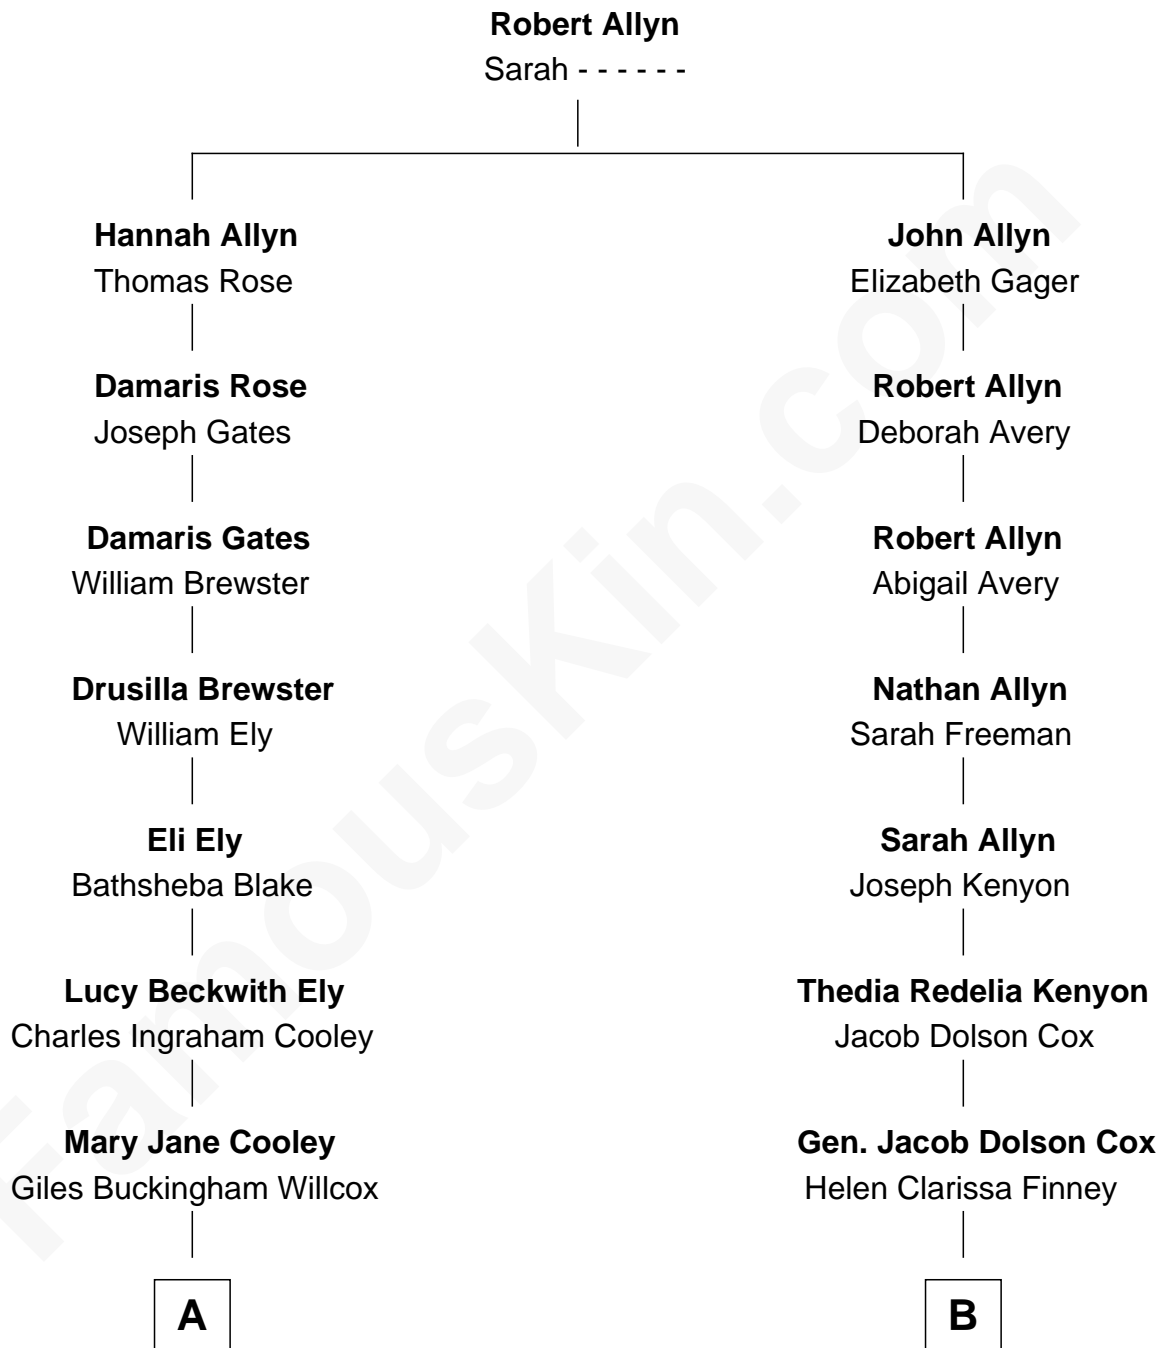 Robert Allyn
Sarah - - - - - -
Hannah Allyn
Thomas Rose
John Allyn
Elizabeth Gager
Damaris Rose
Joseph Gates
Robert Allyn
Deborah Avery
Damaris Gates
William Brewster
Robert Allyn
Abigail Avery
Drusilla Brewster
William Ely
Nathan Allyn
Sarah Freeman
Eli Ely
Bathsheba Blake
Sarah Allyn
Joseph Kenyon
Lucy Beckwith Ely
Charles Ingraham Cooley
Thedia Redelia Kenyon
Jacob Dolson Cox
Mary Jane Cooley
Giles Buckingham Willcox
Gen. Jacob Dolson Cox
Helen Clarissa Finney
A
B
FamousKin.com